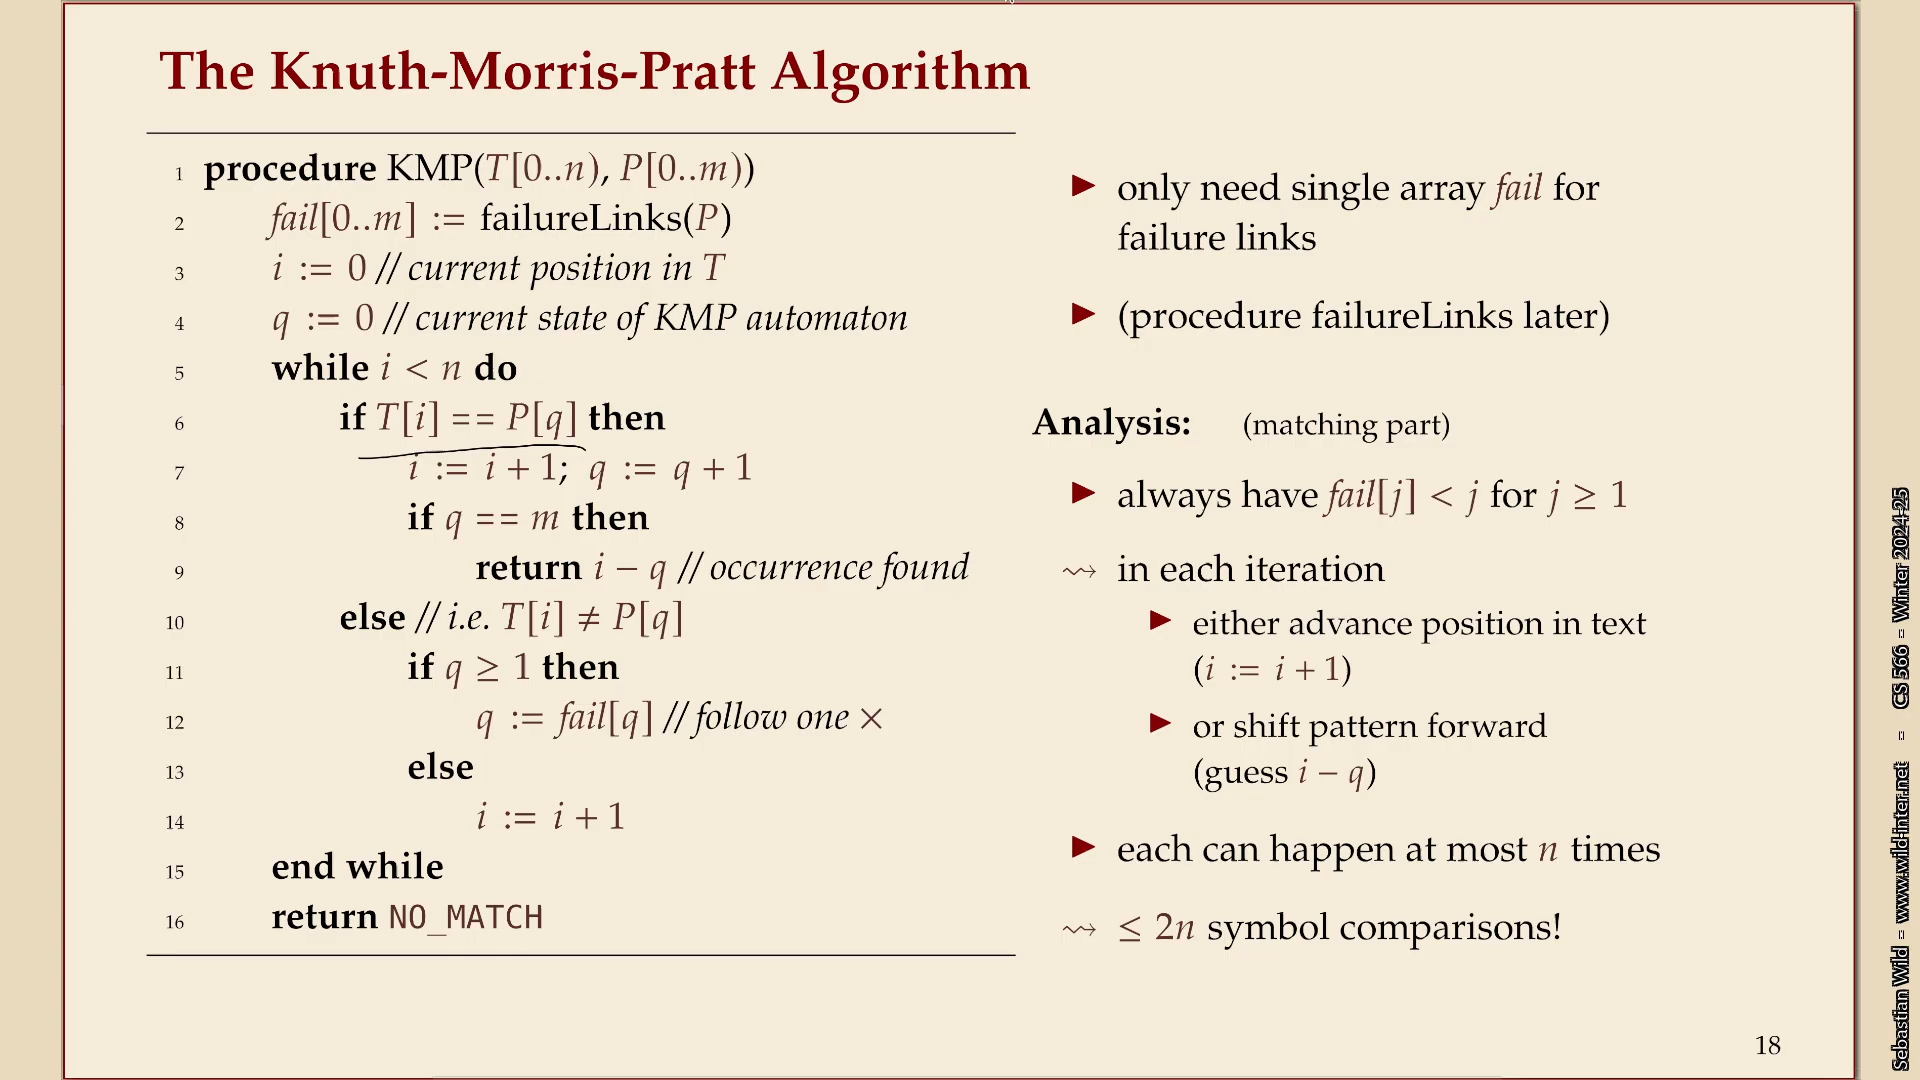 The Knuth-Morris-Pratt Algorithm
1 procedure KMP(T[0..n), P[0..m))
2 fail[0..m] := failureLinks(P)
3 i := 0 // current position in T
4 q := 0 // current state of KMP automaton
5 while i < n do
6 if T[i] == P[q] then
7 i := i + 1; q := q + 1
8 if q == m then
9 return i − q // occurrence found
10 else // i.e. T[i] ≠ P[q]
11 if q ≥ 1 then
12 q := fail[q] // follow one ×
13 else
14 i := i + 1
15 end while
16 return NO_MATCH
▶ only need single array fail for
failure links
▶ (procedure failureLinks later)
Analysis: (matching part)
▶ always have fail[j] < j for j ≥ 1
⇝ in each iteration
▶ either advance position in text
(i := i + 1)
▶ or shift pattern forward
(guess i − q)
▶ each can happen at most n times
⇝ ≤ 2n symbol comparisons!
18
Sebastian Wild – www.wild-inter.net – CS 566 – Winter 2024-25